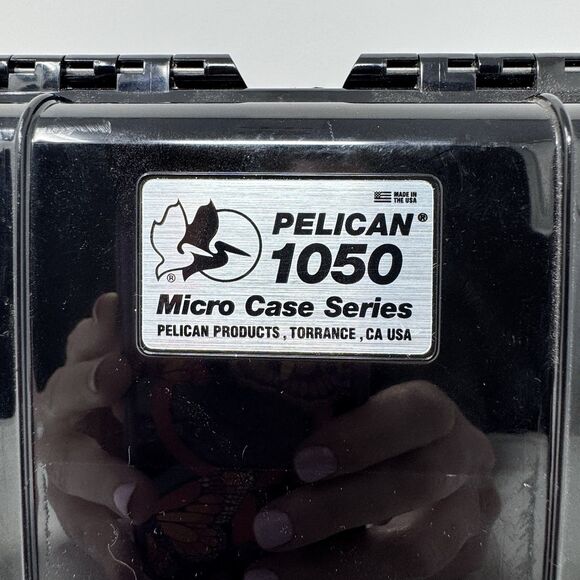 MADE IN
THE USA
PELICAN®
1050
®
Micro Case Series
PELICAN PRODUCTS , TORRANCE , CA USA